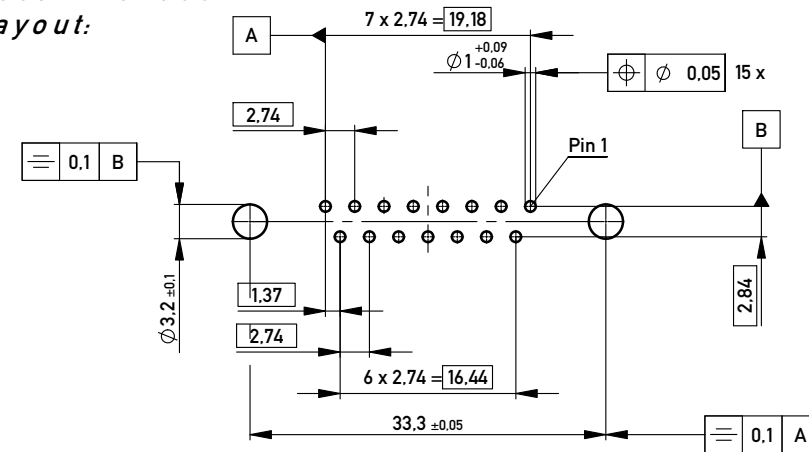 ayout:
A
7 x 2,74 = 19,18
Ø1 +0,09 -0,06
⌖ Ø 0,05 15 x
2,74
B
Pin 1
⌯ 0,1 B
Ø3,2 ±0,1
1,37
2,84
2,74
6 x 2,74 = 16,44
33,3 ±0,05
⌯ 0,1 A